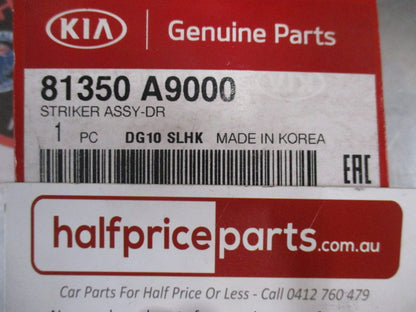 KIA Genuine Parts
81350 A9000
STRIKER ASSY-DR
1 PC DG10 SLHK MADE IN KOREA
EAC
halfpriceparts.com.au
Car Parts For Half Price Or Less - Call 0412 760 479